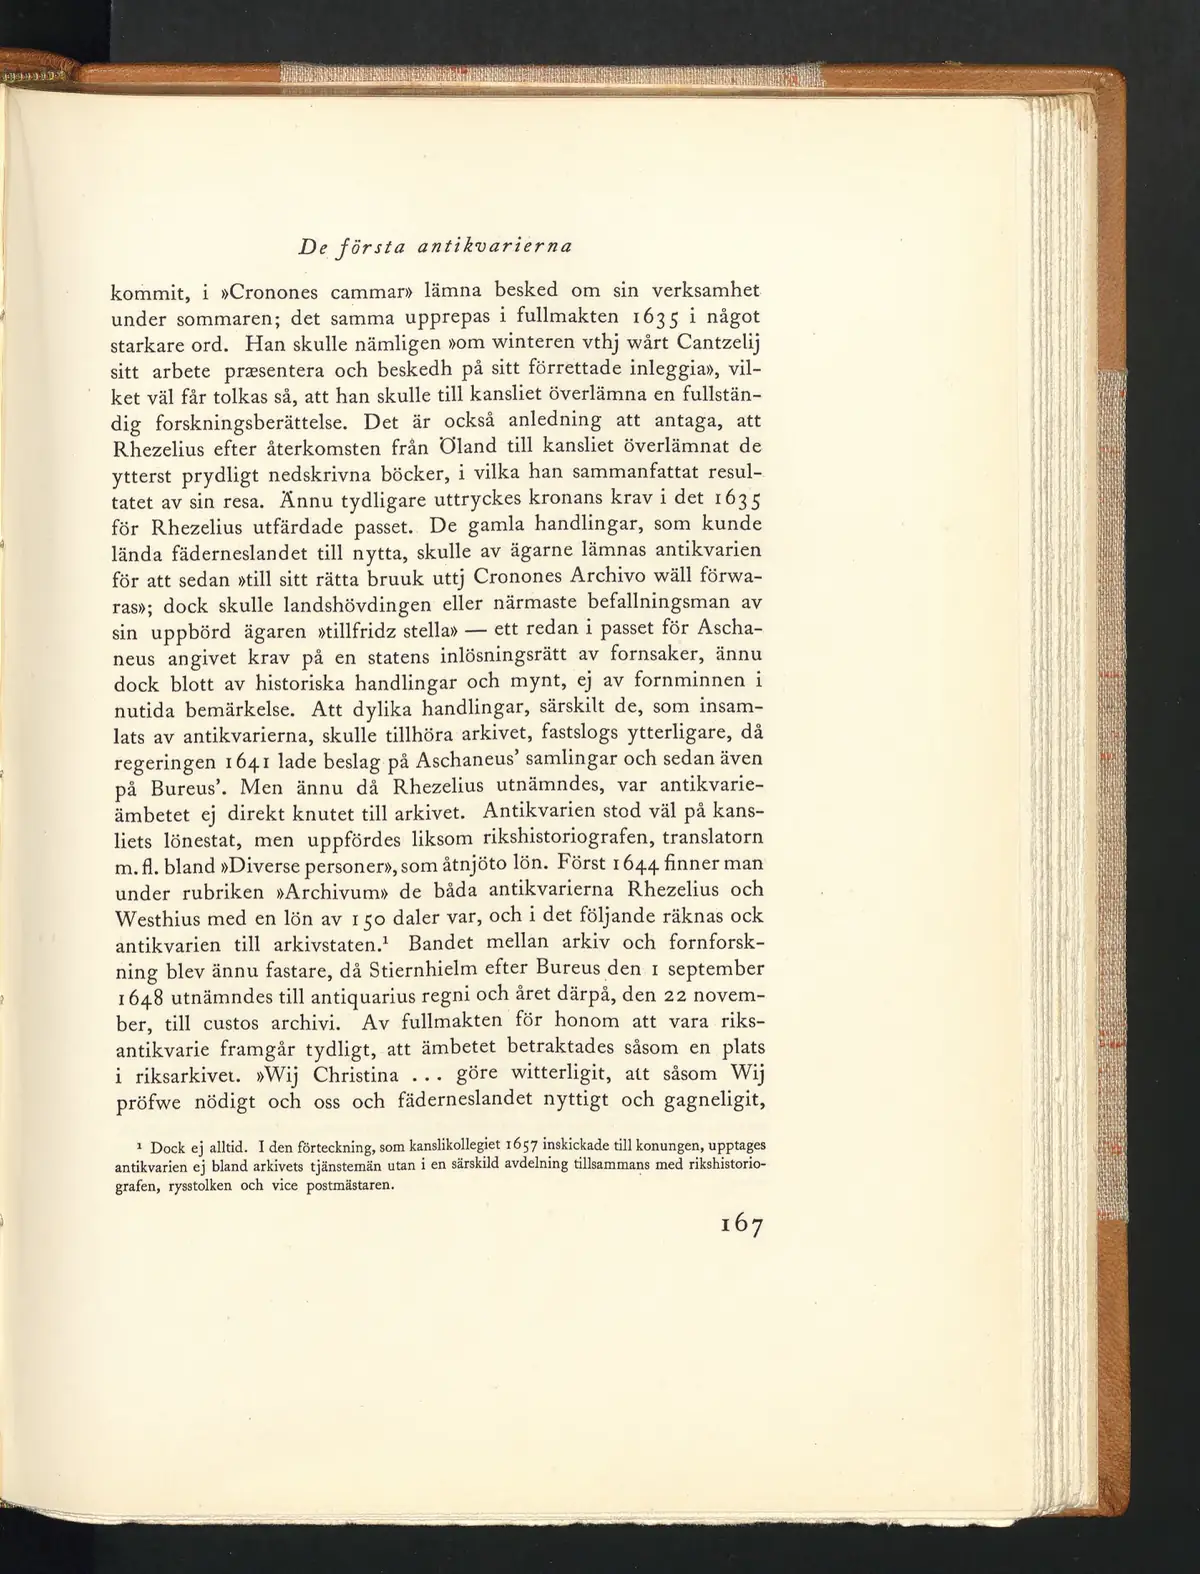 De första antikvarierna
kommit, i »Cronones cammar» lämna besked om sin verksamhet
under sommaren; det samma upprepas i fullmakten 1635 i något
starkare ord. Han skulle nämligen »om winteren vthj wårt Cantzelij
sitt arbete præsentera och beskedh på sitt förrettade inleggia», vil-
ket väl får tolkas så, att han skulle till kansliet överlämna en fullstän-
dig forskningsberättelse. Det är också anledning att antaga, att
Rhezelius efter återkomsten från Öland till kansliet överlämnat de
ytterst prydligt nedskrivna böcker, i vilka han sammanfattat resul-
tatet av sin resa. Ännu tydligare uttryckes kronans krav i det 1635
för Rhezelius utfärdade passet. De gamla handlingar, som kunde
lända fäderneslandet till nytta, skulle av ägarne lämnas antikvarien
för att sedan »till sitt rätta bruuk uttj Cronones Archivo wäll förwa-
ras»; dock skulle landshövdingen eller närmaste befallningsman av
sin uppbörd ägaren »tillfridz stella» — ett redan i passet för Ascha-
neus angivet krav på en statens inlösningsrätt av fornsaker, ännu
dock blott av historiska handlingar och mynt, ej av fornminnen i
nutida bemärkelse. Att dylika handlingar, särskilt de, som insam-
lats av antikvarierna, skulle tillhöra arkivet, fastslogs ytterligare, då
regeringen 1641 lade beslag på Aschaneus’ samlingar och sedan även
på Bureus’. Men ännu då Rhezelius utnämndes, var antikvarie-
ämbetet ej direkt knutet till arkivet. Antikvarien stod väl på kans-
liets lönestat, men uppfördes liksom rikshistoriografen, translatorn
m. fl. bland »Diverse personer», som åtnjöto lön. Först 1644 finner man
under rubriken »Archivum» de båda antikvarierna Rhezelius och
Westhius med en lön av 150 daler var, och i det följande räknas ock
antikvarien till arkivstaten.¹ Bandet mellan arkiv och fornforsk-
ning blev ännu fastare, då Stiernhielm efter Bureus den 1 september
1648 utnämndes till antiquarius regni och året därpå, den 22 novem-
ber, till custos archivi. Av fullmakten för honom att vara riks-
antikvarie framgår tydligt, att ämbetet betraktades såsom en plats
i riksarkivet. »Wij Christina ... göre witterligit, att såsom Wij
pröfwe nödigt och oss och fäderneslandet nyttigt och gagneligit,
¹ Dock ej alltid. I den förteckning, som kanslikollegiet 1657 inskickade till konungen, upptages
antikvarien ej bland arkivets tjänstemän utan i en särskild avdelning tillsammans med rikshistorio-
grafen, rysstolken och vice postmästaren.
167